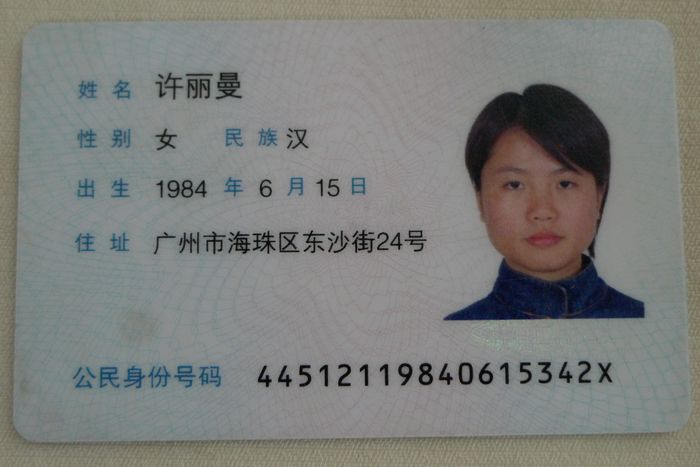 姓名 许丽曼
性别 女 民族 汉
出生 1984 年 6 月 15 日
住址 广州市海珠区东沙街24号
公民身份号码 44512119840615342X